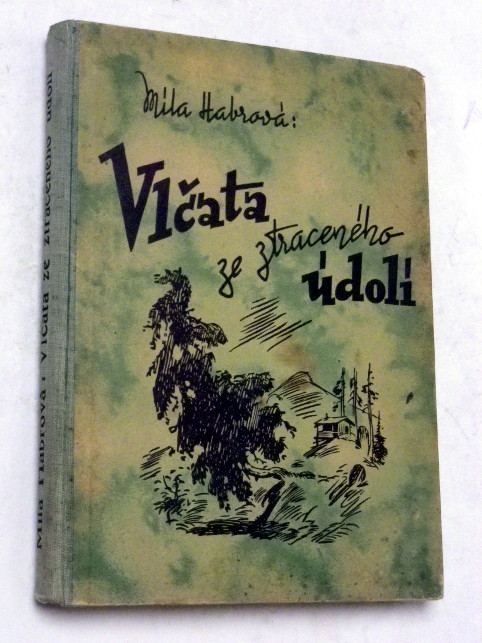 Míla Habrová:
Vlčata
ze ztraceného
údolí
Míla Habrová: Vlčata ze ztraceného údolí